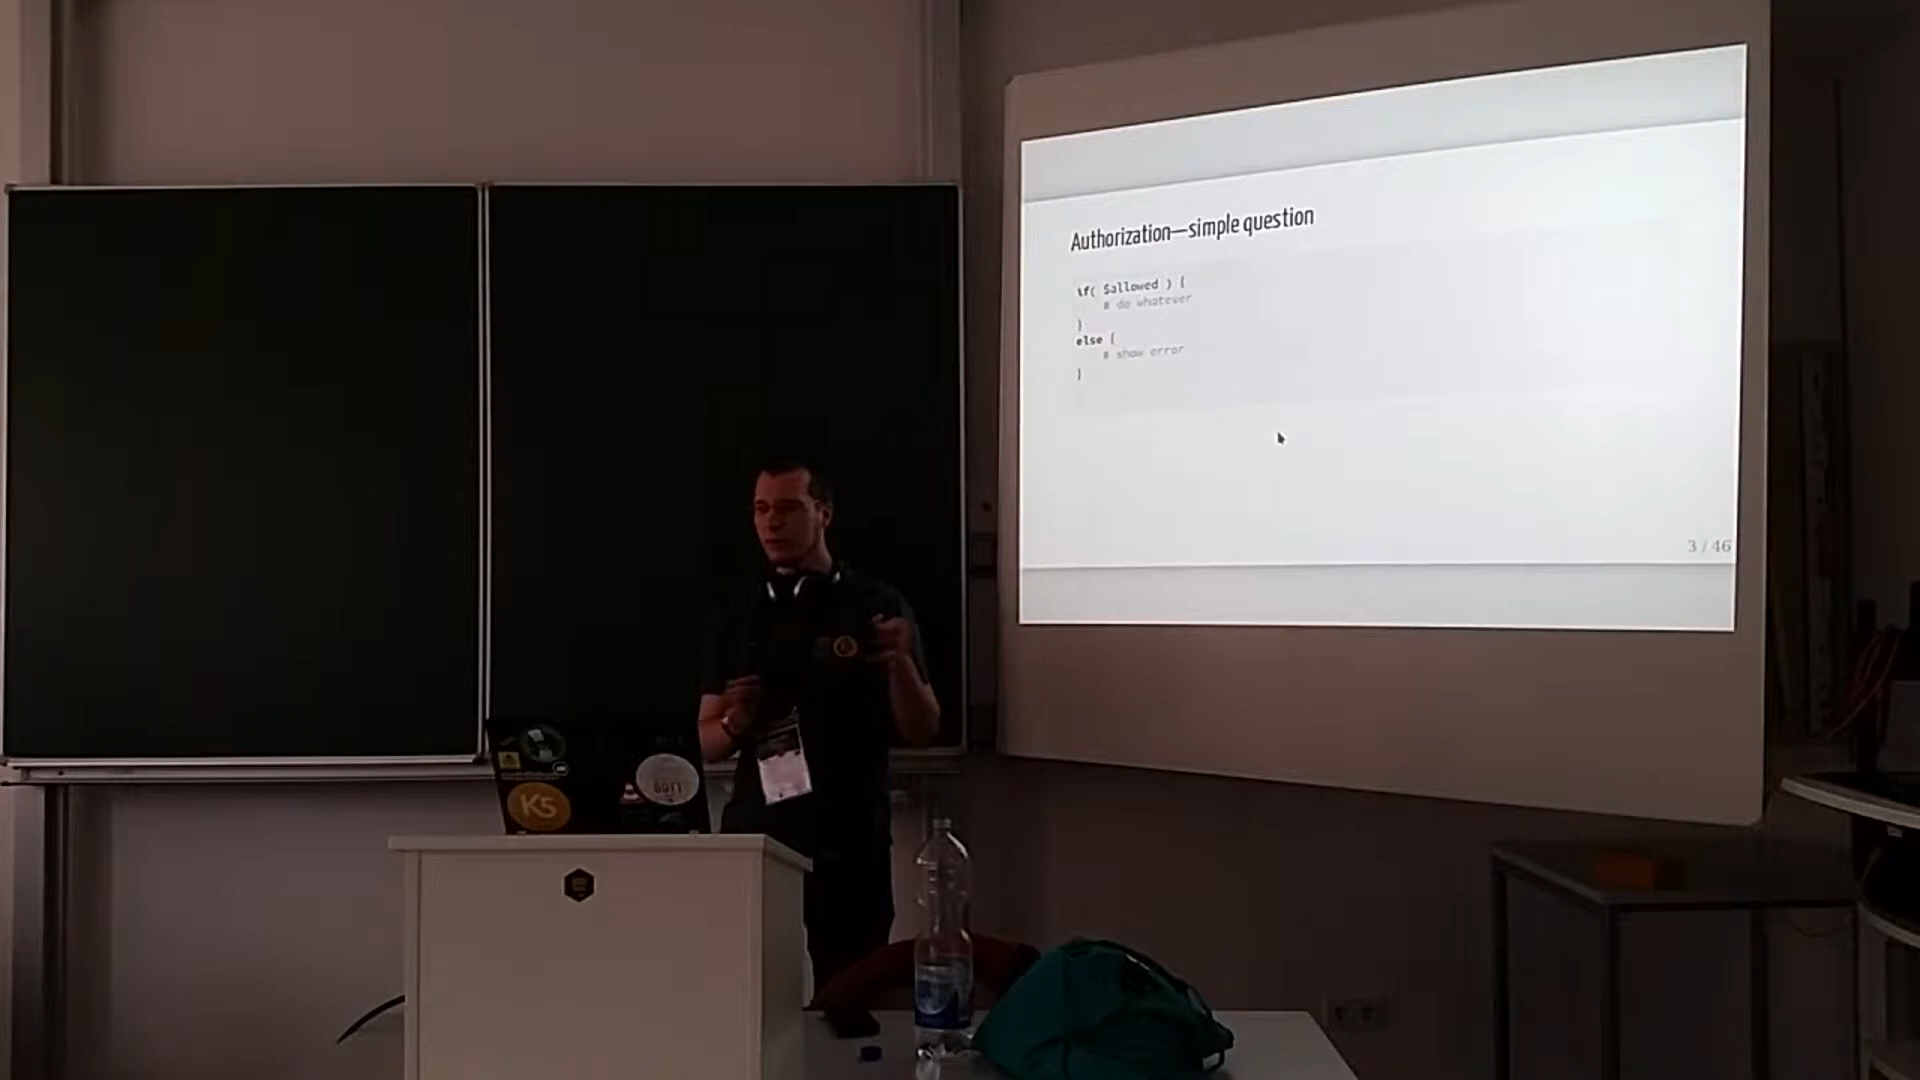 Authorization—simple question
if( $allowed ) {
# do whatever
}
else {
# show error
}
3 / 46
K5